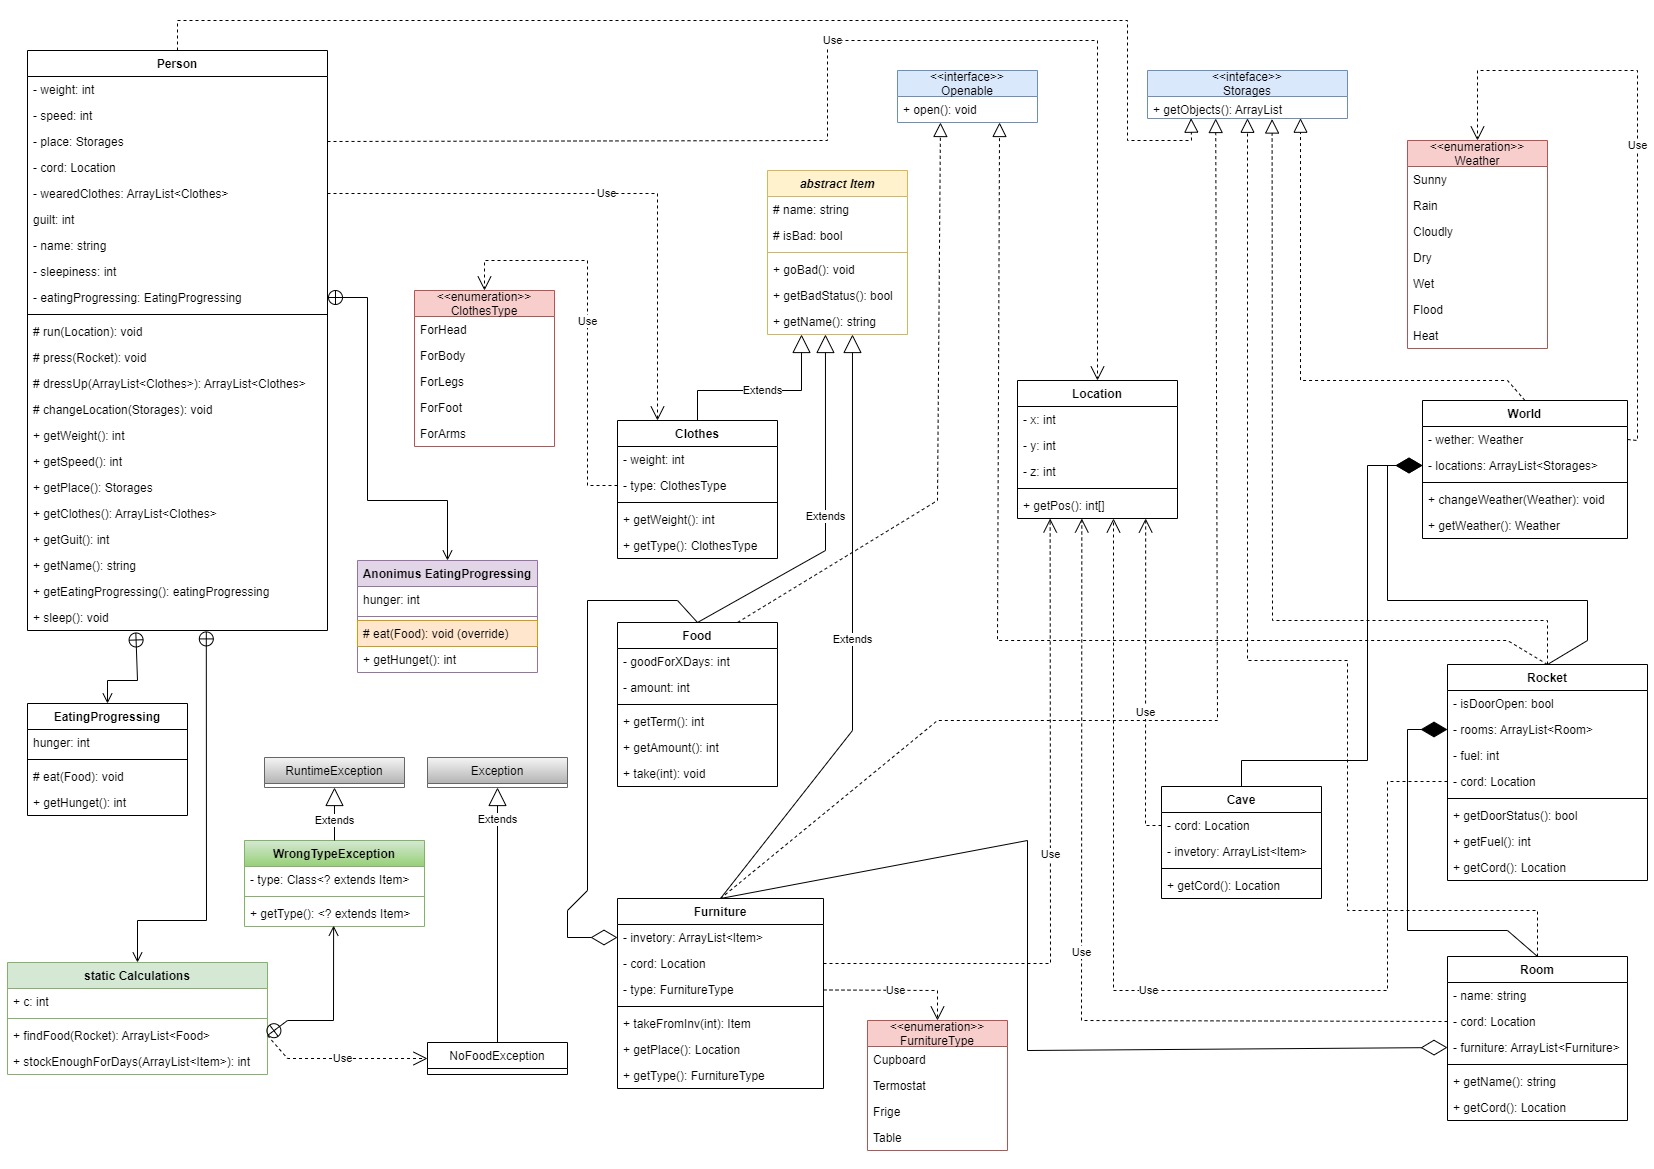 Person
- weight: int
- speed: int
- place: Storages
- cord: Location
- wearedClothes: ArrayList<Clothes>
guilt: int
- name: string
- sleepiness: int
- eatingProgressing: EatingProgressing
# run(Location): void
# press(Rocket): void
# dressUp(ArrayList<Clothes>): ArrayList<Clothes>
# changeLocation(Storages): void
+ getWeight(): int
+ getSpeed(): int
+ getPlace(): Storages
+ getClothes(): ArrayList<Clothes>
+ getGuit(): int
+ getName(): string
+ getEatingProgressing(): eatingProgressing
+ sleep(): void
Use
Use
<<interface>>
Openable
+ open(): void
<<inteface>>
Storages
+ getObjects(): ArrayList
<<enumeration>>
Weather
Sunny
Rain
Cloudly
Dry
Wet
Flood
Heat
Use
abstract Item
# name: string
# isBad: bool
+ goBad(): void
+ getBadStatus(): bool
+ getName(): string
<<enumeration>>
ClothesType
ForHead
ForBody
ForLegs
ForFoot
ForArms
Use
Extends
Clothes
- weight: int
- type: ClothesType
+ getWeight(): int
+ getType(): ClothesType
Extends
Extends
Location
- x: int
- y: int
- z: int
+ getPos(): int[]
World
- wether: Weather
- locations: ArrayList<Storages>
+ changeWeather(Weather): void
+ getWeather(): Weather
Anonimus EatingProgressing
hunger: int
# eat(Food): void (override)
+ getHunget(): int
Food
- goodForXDays: int
- amount: int
+ getTerm(): int
+ getAmount(): int
+ take(int): void
Rocket
- isDoorOpen: bool
- rooms: ArrayList<Room>
- fuel: int
- cord: Location
+ getDoorStatus(): bool
+ getFuel(): int
+ getCord(): Location
EatingProgressing
hunger: int
# eat(Food): void
+ getHunget(): int
RuntimeException
Exception
Extends
Extends
WrongTypeException
- type: Class<? extends Item>
+ getType(): <? extends Item>
Use
Cave
- cord: Location
- invetory: ArrayList<Item>
+ getCord(): Location
Use
Use
Use
Furniture
- invetory: ArrayList<Item>
- cord: Location
- type: FurnitureType
+ takeFromInv(int): Item
+ getPlace(): Location
+ getType(): FurnitureType
Use
<<enumeration>>
FurnitureType
Cupboard
Termostat
Frige
Table
Room
- name: string
- cord: Location
- furniture: ArrayList<Furniture>
+ getName(): string
+ getCord(): Location
static Calculations
+ c: int
+ findFood(Rocket): ArrayList<Food>
+ stockEnoughForDays(ArrayList<Item>): int
Use
NoFoodException